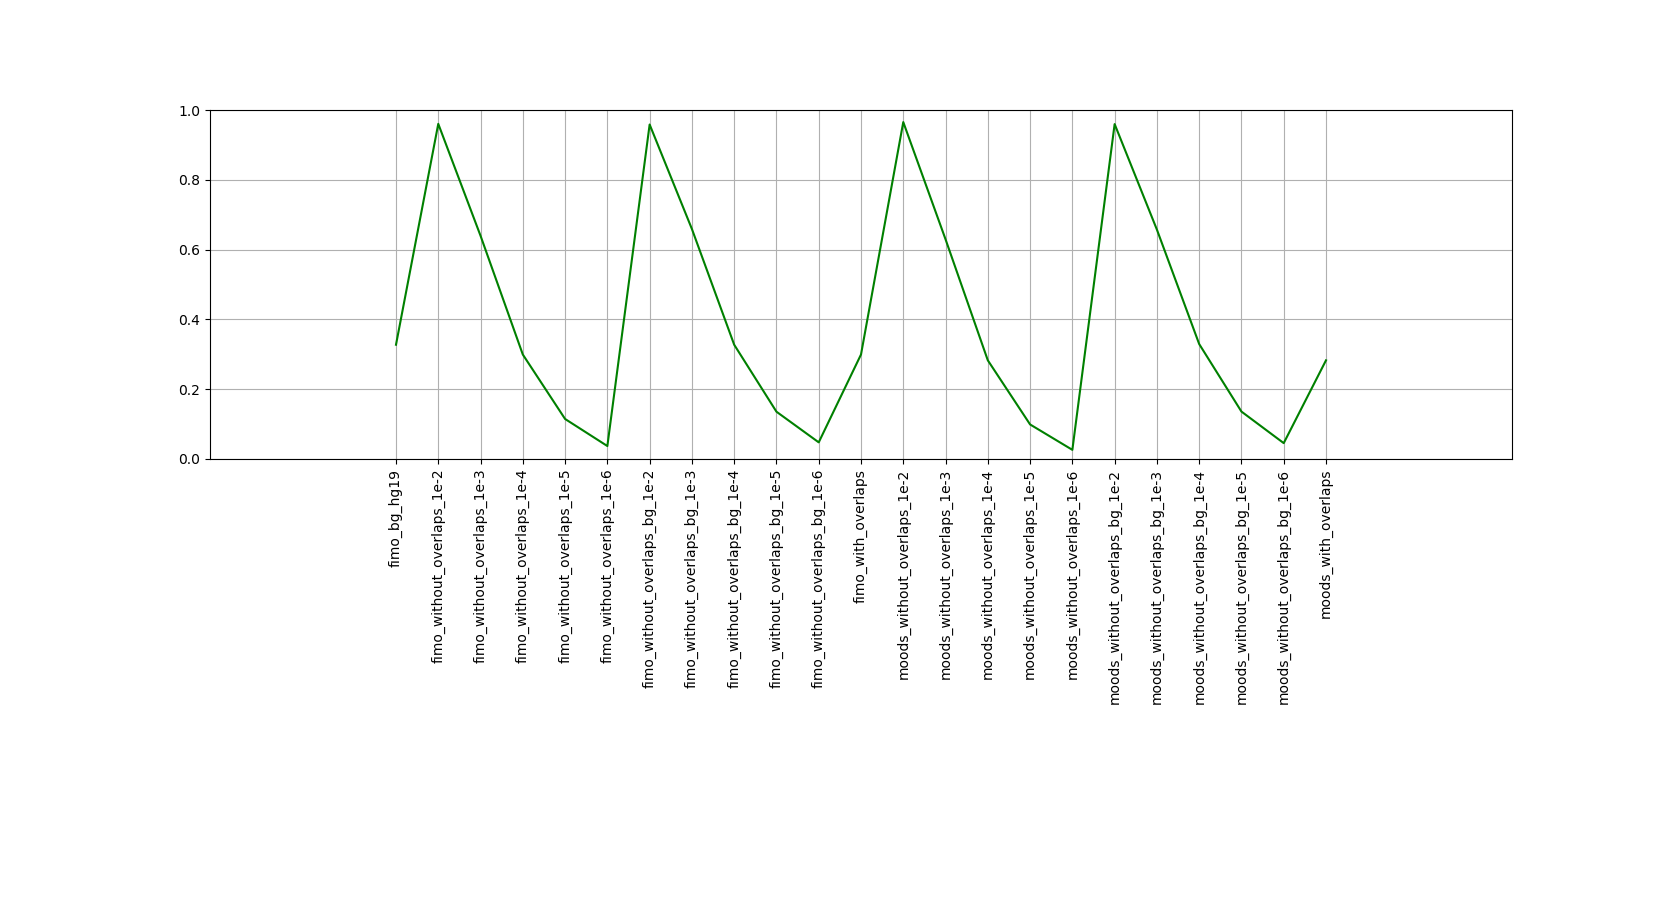 1.0
0.8
0.6
0.4
0.2
0.0
fimo_bg_hg19
fimo_without_overlaps_1e-2
fimo_without_overlaps_1e-3
fimo_without_overlaps_1e-4
fimo_without_overlaps_1e-5
fimo_without_overlaps_1e-6
fimo_without_overlaps_bg_1e-2
fimo_without_overlaps_bg_1e-3
fimo_without_overlaps_bg_1e-4
fimo_without_overlaps_bg_1e-5
fimo_without_overlaps_bg_1e-6
fimo_with_overlaps
moods_without_overlaps_1e-2
moods_without_overlaps_1e-3
moods_without_overlaps_1e-4
moods_without_overlaps_1e-5
moods_without_overlaps_1e-6
moods_without_overlaps_bg_1e-2
moods_without_overlaps_bg_1e-3
moods_without_overlaps_bg_1e-4
moods_without_overlaps_bg_1e-5
moods_without_overlaps_bg_1e-6
moods_with_overlaps